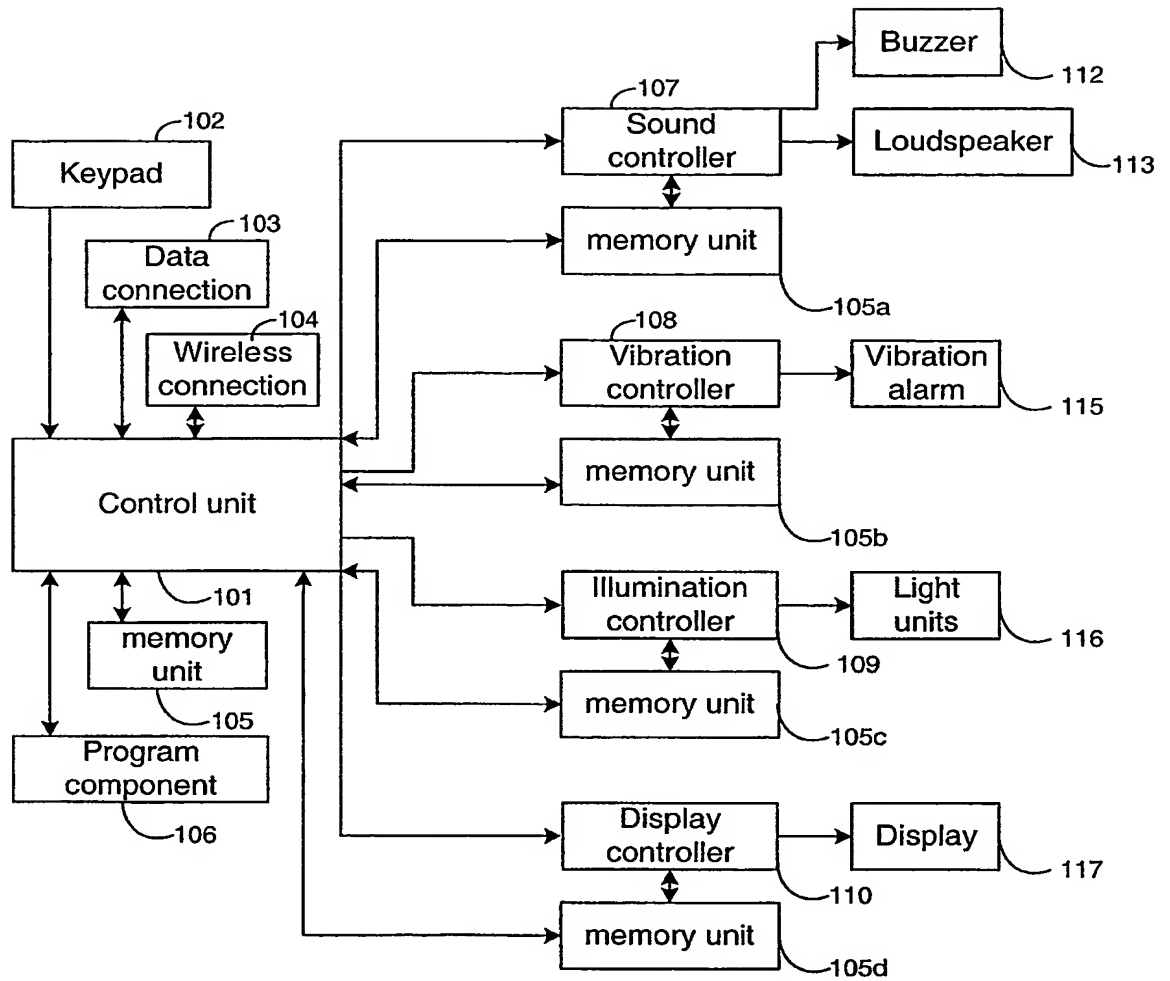 Buzzer
112
107
Sound
controller
Loudspeaker
113
102
Keypad
memory unit
105a
103
Data
connection
104
Wireless
connection
108
Vibration
controller
Vibration
alarm
115
memory unit
105b
Control unit
101
Illumination
controller
109
Light
units
116
memory
unit
105
memory unit
105c
Program
component
106
Display
controller
110
Display
117
memory unit
105d